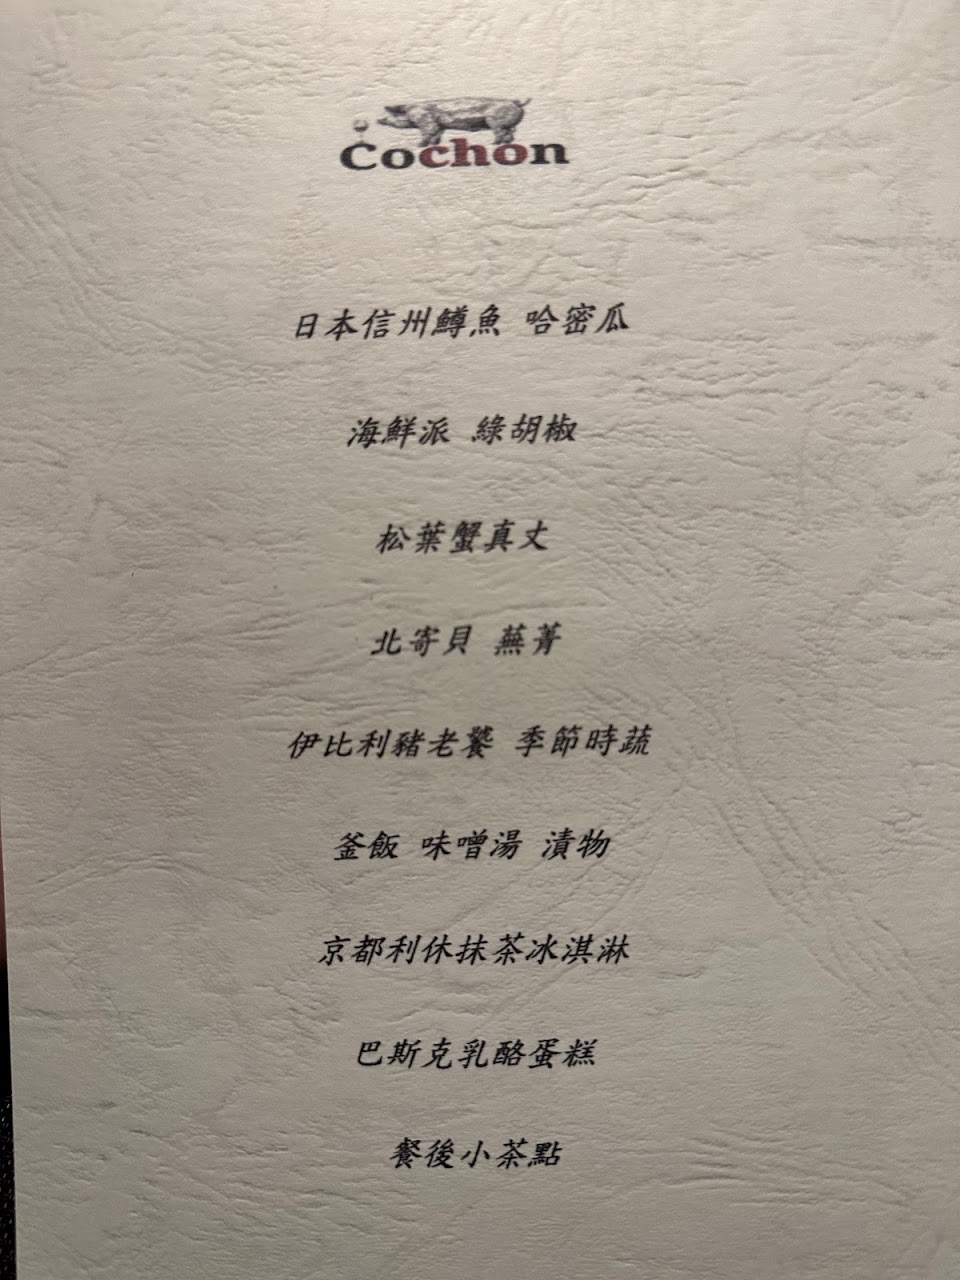 Cochon
日本信州鱒魚 哈密瓜
海鮮派 綠胡椒
松葉蟹真丈
北寄貝 蕪菁
伊比利豬老饕 季節時蔬
釜飯 味噌湯 漬物
京都利休抹茶冰淇淋
巴斯克乳酪蛋糕
餐後小茶點